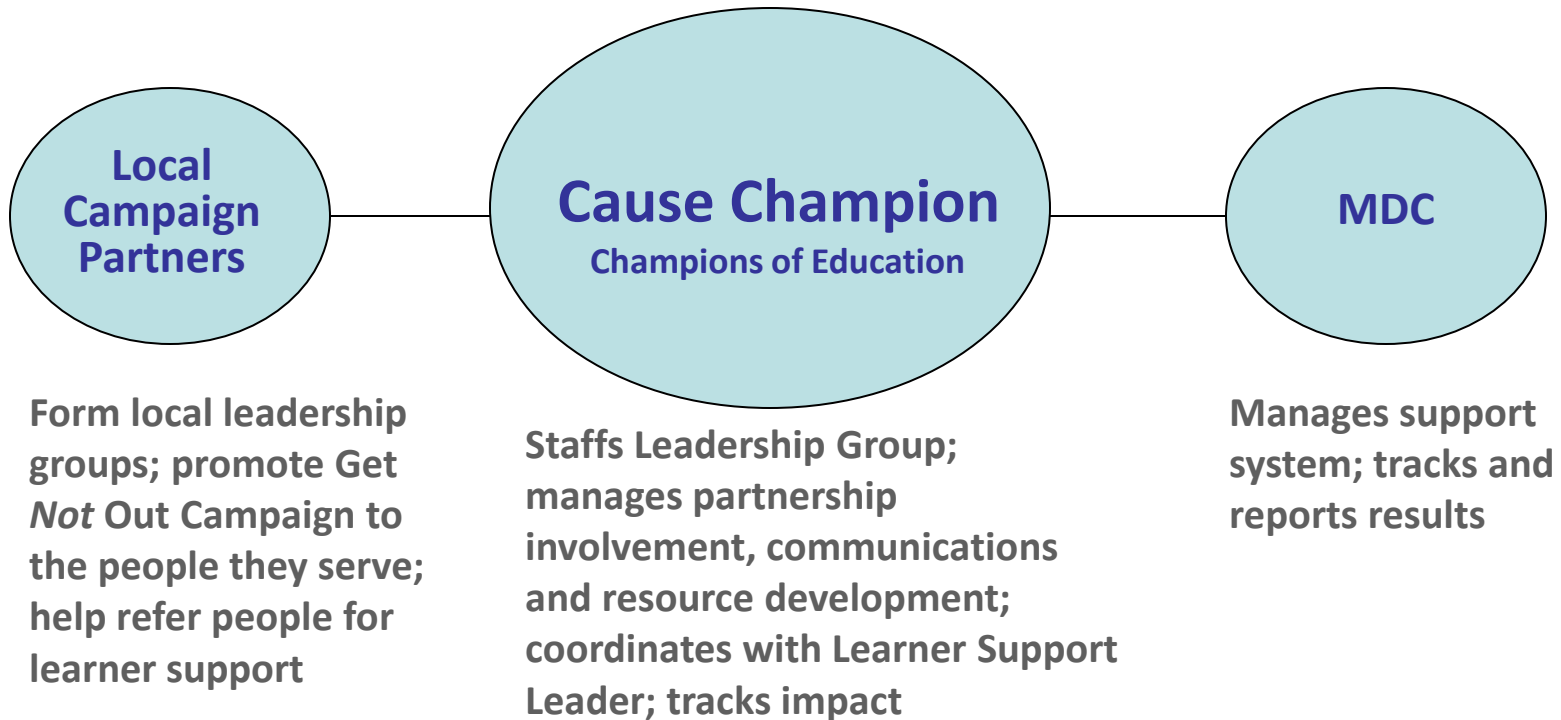 Local
Campaign
Partners
Cause Champion
Champions of Education
MDC
Form local leadership
groups; promote Get
Not Out Campaign to
the people they serve;
help refer people for
learner support
Staffs Leadership Group;
manages partnership
involvement, communications
and resource development;
coordinates with Learner Support
Leader; tracks impact
Manages support
system; tracks and
reports results